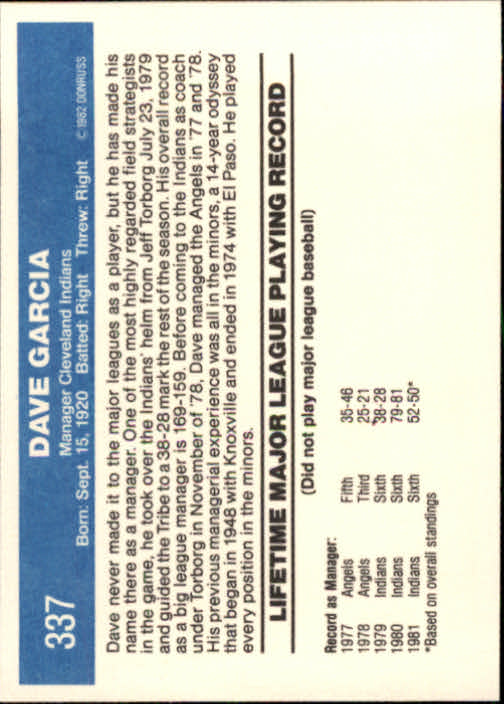 337
DAVE GARCIA
Manager Cleveland Indians
Born: Sept. 15, 1920 Batted: Right Threw: Right © 1982 DONRUSS
Dave never made it to the major leagues as a player, but he has made his
name there as a manager. One of the most highly regarded field strategists
in the game, he took over the Indians' helm from Jeff Torborg July 23, 1979
and guided the Tribe to a 38-28 mark the rest of the season. His overall record
as a big league manager is 169-159. Before coming to the Indians as coach
under Torborg in November of '78, Dave managed the Angels in '77 and '78.
His previous managerial experience was all in the minors, a 14-year odyssey
that began in 1948 with Knoxville and ended in 1974 with El Paso. He played
every position in the minors.
LIFETIME MAJOR LEAGUE PLAYING RECORD
(Did not play major league baseball)
Record as Manager:
1977 Angels Fifth 35-46
1978 Angels Third 25-21
1979 Indians Sixth 38-28
1980 Indians Sixth 79-81
1981 Indians Sixth 52-50*
*Based on overall standings